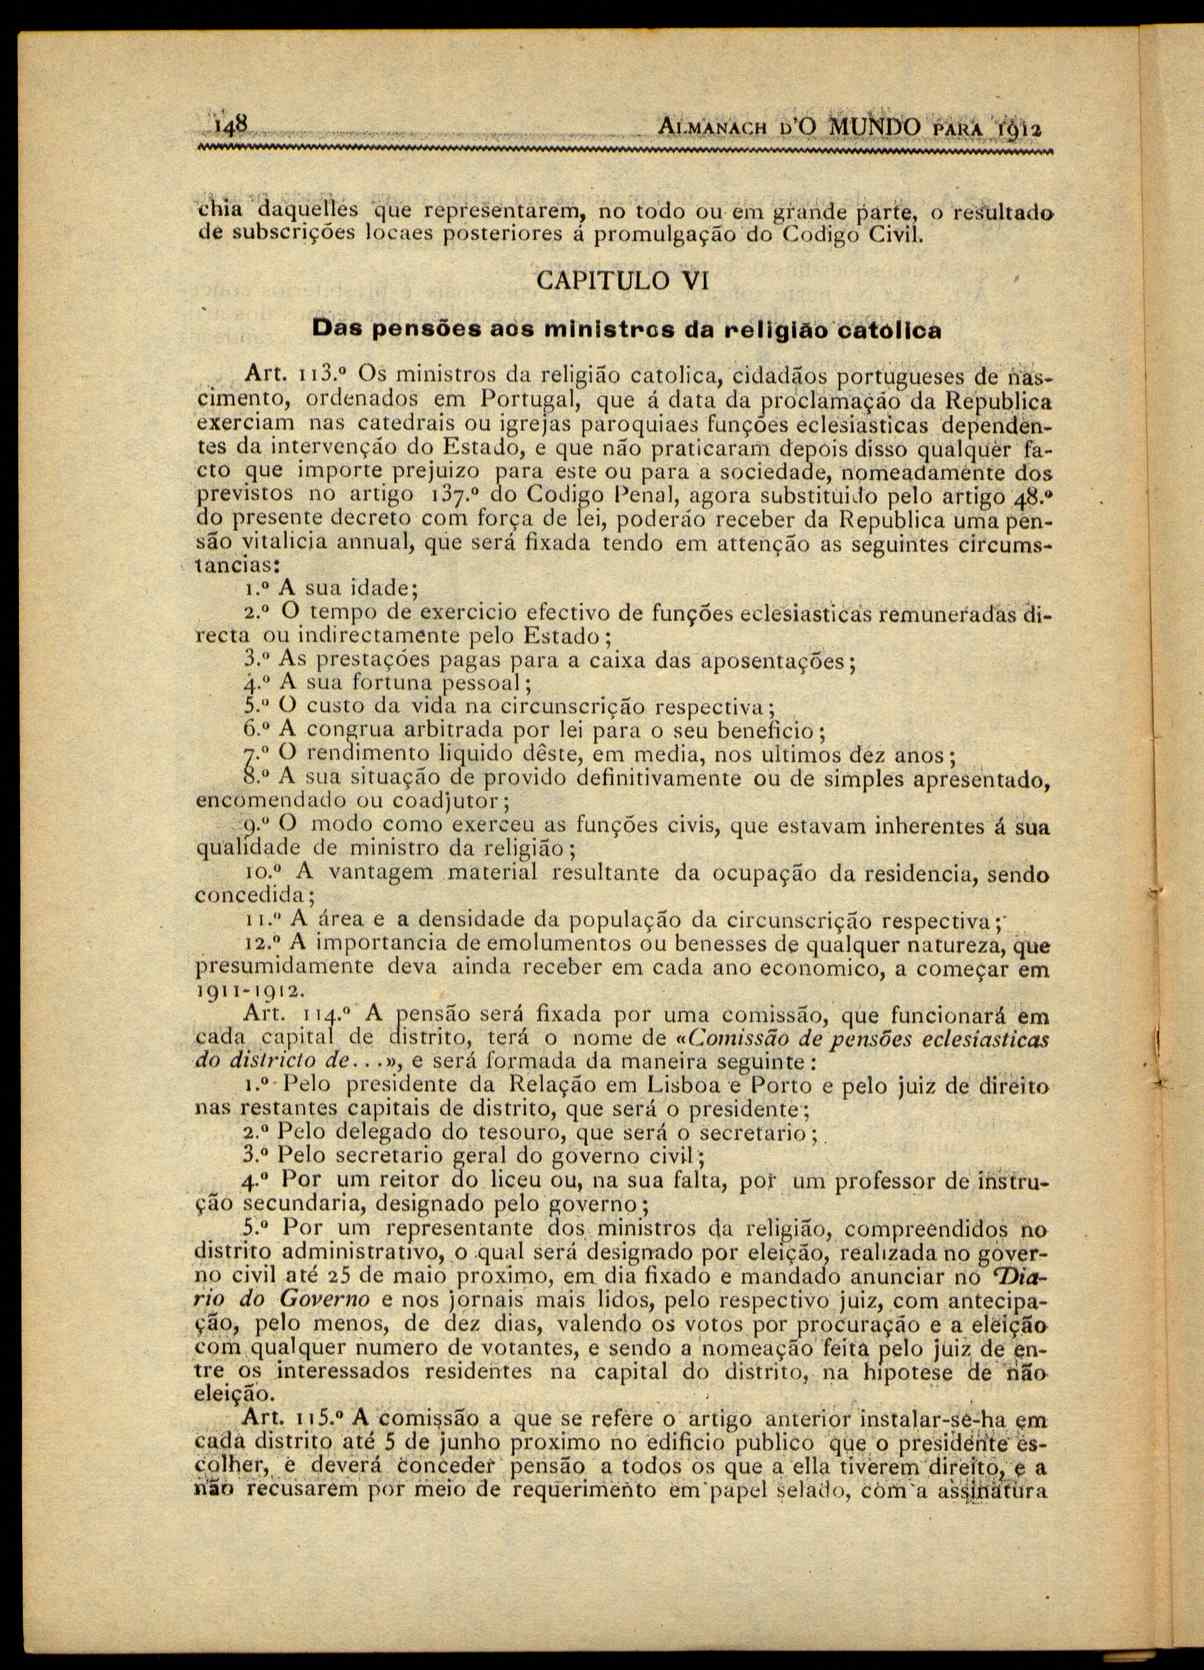 148 ALMANACH D'O MUNDO PARA 1912
chia daquelles que representarem, no todo ou em grande parte, o resultado
de subscrições locaes posteriores á promulgação do Codigo Civil.
CAPITULO VI
Das pensões aos ministros da religião catolica
Art. 113.º Os ministros da religião catolica, cidadãos portugueses de nas-
cimento, ordenados em Portugal, que á data da proclamação da Republica
exerciam nas catedrais ou igrejas paroquiaes funções eclesiasticas dependen-
tes da intervenção do Estado, e que não praticaram depois disso qualquer fa-
cto que importe prejuizo para este ou para a sociedade, nomeadamente dos
previstos no artigo 137.º do Codigo Penal, agora substituido pelo artigo 48.º
do presente decreto com força de lei, poderáo receber da Republica uma pen-
são vitalicia annual, que será fixada tendo em attenção as seguintes circums-
tancias:
1.º A sua idade;
2.º O tempo de exercicio efectivo de funções eclesiasticas remuneradas di-
recta ou indirectamente pelo Estado;
3.º As prestações pagas para a caixa das aposentações;
4.º A sua fortuna pessoal;
5.º O custo da vida na circunscrição respectiva;
6.º A congrua arbitrada por lei para o seu beneficio;
7.º O rendimento liquido dêste, em media, nos ultimos dez anos;
8.º A sua situação de provido definitivamente ou de simples apresentado,
encomendado ou coadjutor;
9.º O modo como exerceu as funções civis, que estavam inherentes á sua
qualidade de ministro da religião;
10.º A vantagem material resultante da ocupação da residencia, sendo
concedida;
11.º A área e a densidade da população da circunscrição respectiva;
12.º A importancia de emolumentos ou benesses de qualquer natureza, que
presumidamente deva ainda receber em cada ano economico, a começar em
1911-1912.
Art. 114.º A pensão será fixada por uma comissão, que funcionará em
cada capital de distrito, terá o nome de «Comissão de pensões eclesiasticas
do districto de...», e será formada da maneira seguinte:
1.º Pelo presidente da Relação em Lisboa e Porto e pelo juiz de direito
nas restantes capitais de distrito, que será o presidente;
2.º Pelo delegado do tesouro, que será o secretario;
3.º Pelo secretario geral do governo civil;
4.º Por um reitor do liceu ou, na sua falta, por um professor de instru-
ção secundaria, designado pelo governo;
5.º Por um representante dos ministros da religião, compreendidos no
distrito administrativo, o qual será designado por eleição, realizada no gover-
no civil até 25 de maio proximo, em dia fixado e mandado anunciar no Dia-
rio do Governo e nos jornais mais lidos, pelo respectivo juiz, com antecipa-
ção, pelo menos, de dez dias, valendo os votos por procuração e a eleição
com qualquer numero de votantes, e sendo a nomeação feita pelo juiz de en-
tre os interessados residentes na capital do distrito, na hipotese de não
eleição.
Art. 115.º A comissão a que se refere o artigo anterior instalar-se-ha em
cada distrito até 5 de junho proximo no edificio publico que o presidente es-
colher, e deverá conceder pensão a todos os que a ella tiverem direito, e a
não recusarem por meio de requerimento em papel selado, com a assinatura